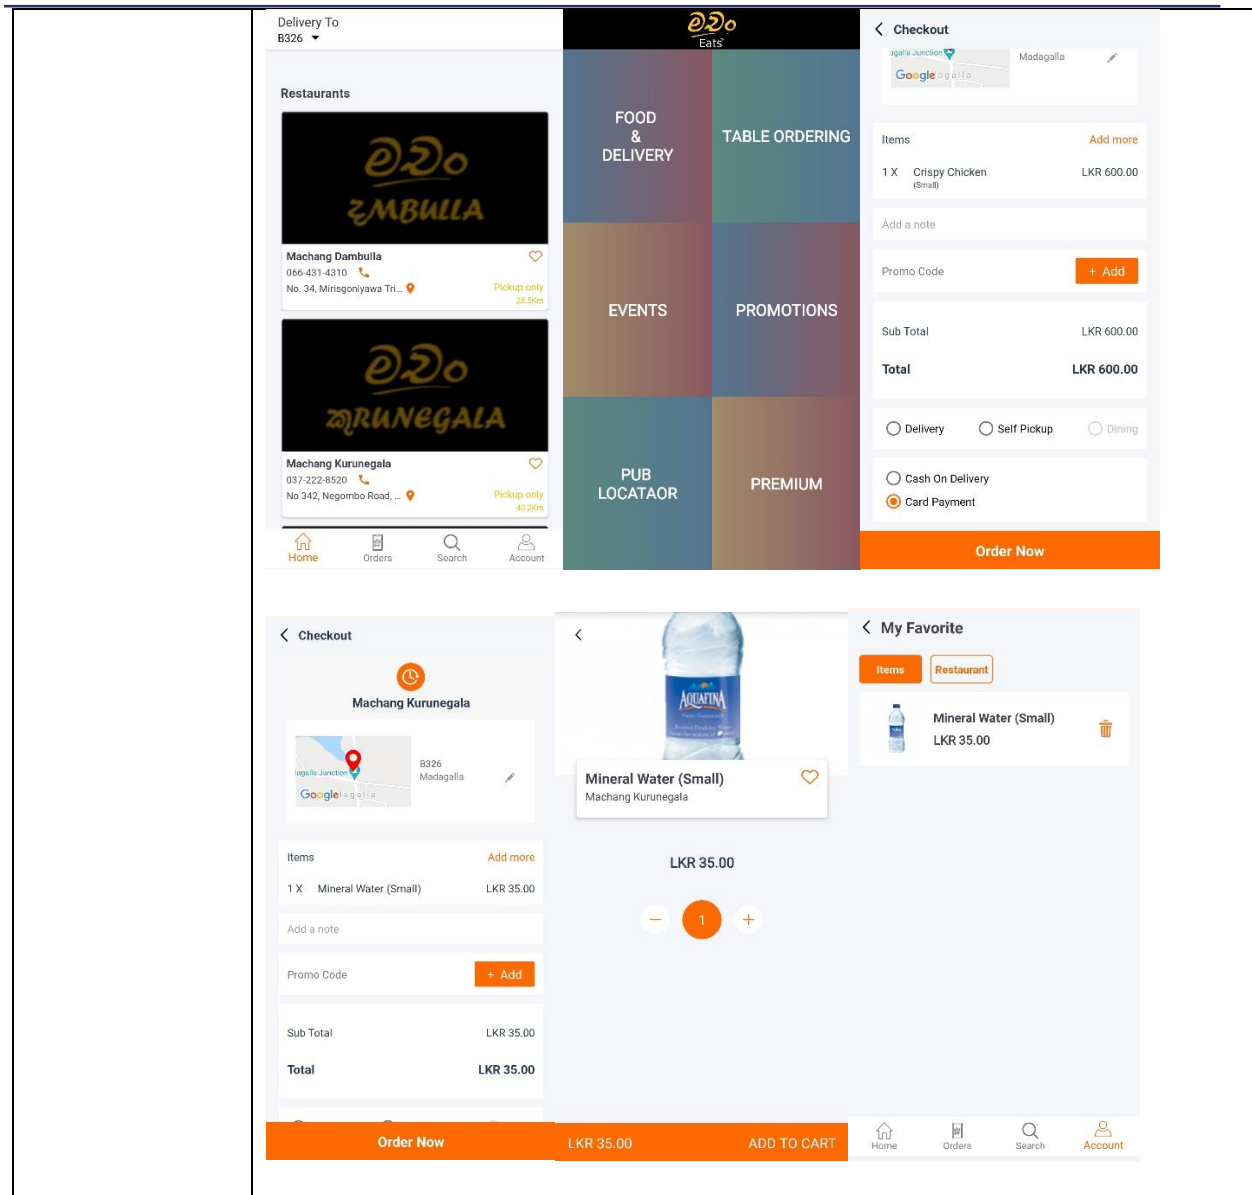 Delivery To
B326
Restaurants
මචං
දMBULLA
Machang Dambulla
066-431-4310
No. 34, Mirisgoniyawa Tri...
Pickup only
28.5Km
මචං
කුRUNEGALA
Machang Kurunegala
037-222-8520
No 342, Negombo Road, ...
Pickup only
40.2Km
Home
Orders
Search
Account
මචං
Eats
FOOD
&
DELIVERY
TABLE ORDERING
EVENTS
PROMOTIONS
PUB
LOCATAOR
PREMIUM
Checkout
agalla Junction
Google
Madagalla
Items
Add more
1 X Crispy Chicken LKR 600.00
(Small)
Add a note
Promo Code
+ Add
Sub Total LKR 600.00
Total LKR 600.00
Delivery
Self Pickup
Dining
Cash On Delivery
Card Payment
Order Now
Checkout
Machang Kurunegala
B326
Madagalla
agalla Junction
Google
Items
Add more
1 X Mineral Water (Small) LKR 35.00
Add a note
Promo Code
+ Add
Sub Total LKR 35.00
Total LKR 35.00
Order Now
AQUAFINA
Mineral Water (Small)
Machang Kurunegala
LKR 35.00
1
LKR 35.00
ADD TO CART
My Favorite
Items
Restaurant
Mineral Water (Small)
LKR 35.00
Home
Orders
Search
Account